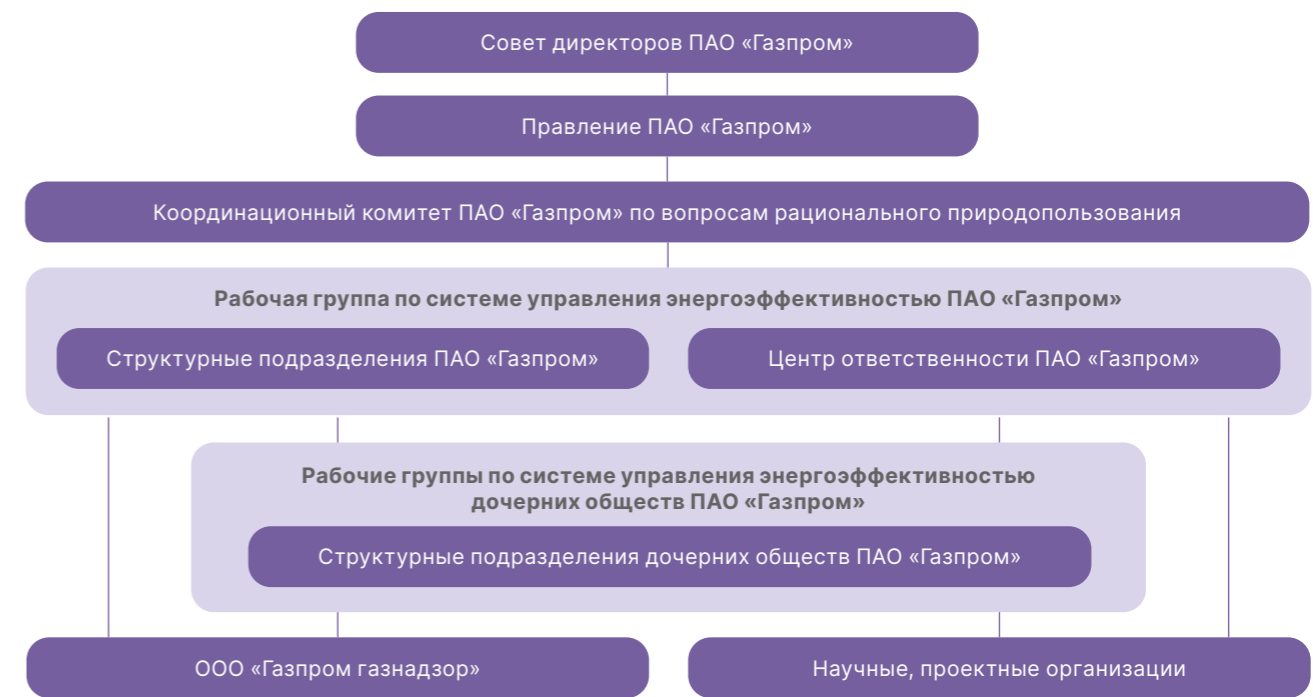 Совет директоров ПАО «Газпром»
Правление ПАО «Газпром»
Координационный комитет ПАО «Газпром» по вопросам рационального природопользования
Рабочая группа по системе управления энергоэффективностью ПАО «Газпром»
Структурные подразделения ПАО «Газпром»
Центр ответственности ПАО «Газпром»
Рабочие группы по системе управления энергоэффективностью
дочерних обществ ПАО «Газпром»
Структурные подразделения дочерних обществ ПАО «Газпром»
ООО «Газпром газнадзор»
Научные, проектные организации